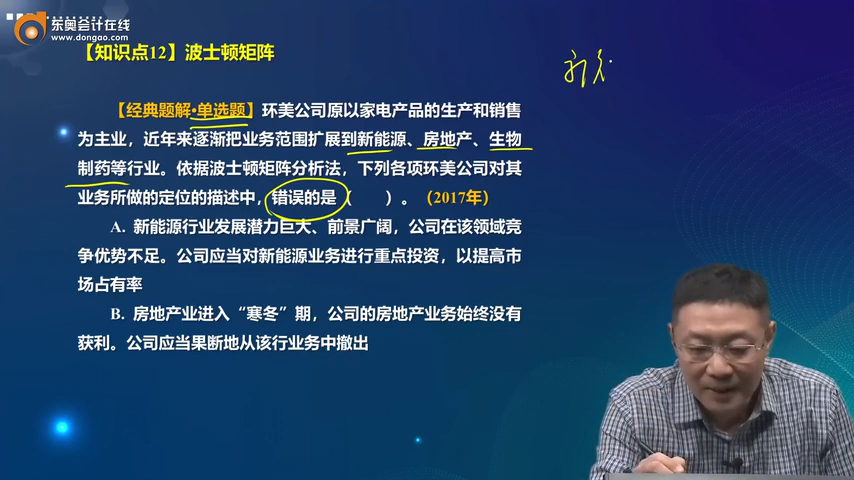 东奥会计在线
www.dongao.com
【知识点12】波士顿矩阵
【经典题解·单选题】环美公司原以家电产品的生产和销售
为主业，近年来逐渐把业务范围扩展到新能源、房地产、生物
制药等行业。依据波士顿矩阵分析法，下列各项环美公司对其
业务所做的定位的描述中，错误的是（　　）。（2017年）
A. 新能源行业发展潜力巨大、前景广阔，公司在该领域竞
争优势不足。公司应当对新能源业务进行重点投资，以提高市
场占有率
B. 房地产业进入“寒冬”期，公司的房地产业务始终没有
获利。公司应当果断地从该行业务中撤出